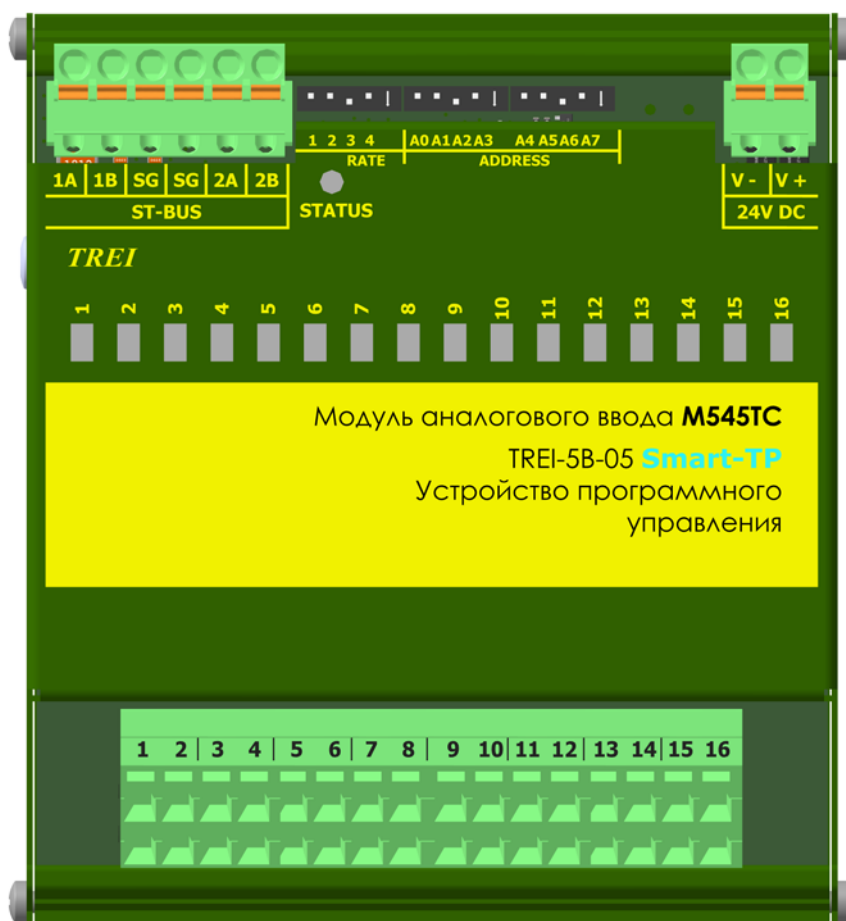 1 2 3 4 A0 A1 A2 A3 A4 A5 A6 A7
RATE ADDRESS
1A 1B SG SG 2A 2B V - V +
ST-BUS STATUS 24V DC
TREI
1 2 3 4 5 6 7 8 9 10 11 12 13 14 15 16
Модуль аналогового ввода M545TC
TREI-5B-05 Smart-TP
Устройство программного
управления
1 2 3 4 5 6 7 8 9 10 11 12 13 14 15 16